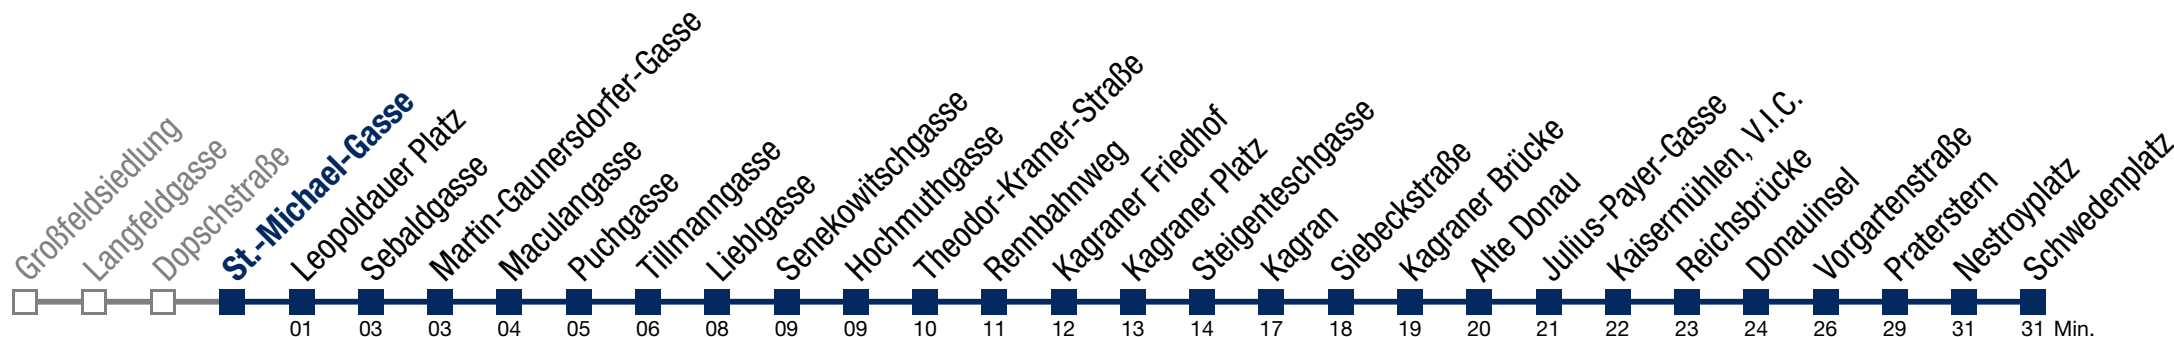 Großfeldsiedlung
Langfeldgasse
Dopschstraße
St.-Michael-Gasse
Leopoldauer Platz
Sebaldgasse
Martin-Gaunersdorfer-Gasse
Maculangasse
Puchgasse
Tillmanngasse
Lieblgasse
Senekowitschgasse
Hochmuthgasse
Theodor-Kramer-Straße
Rennbahnweg
Kagraner Friedhof
Kagraner Platz
Steigenteschgasse
Kagran
Siebeckstraße
Kagraner Brücke
Alte Donau
Julius-Payer-Gasse
Kaisermühlen, V.I.C.
Reichsbrücke
Donauinsel
Vorgartenstraße
Praterstern
Nestroyplatz
Schwedenplatz
01 03 03 04 05 06 08 09 09 10 11 12 13 14 17 18 19 20 21 22 23 24 26 29 31 31 Min.